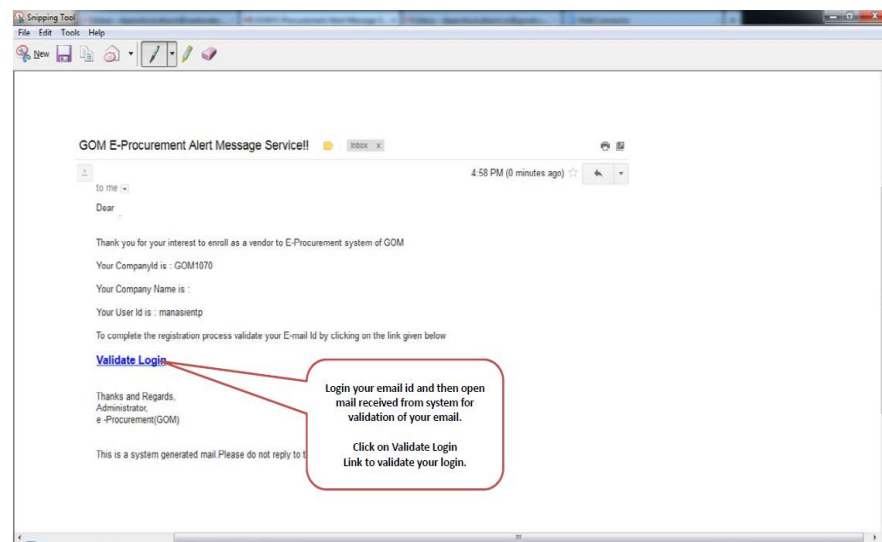 Snipping Tool
File Edit Tools Help
New
GOM E-Procurement Alert Message Service!!
Inbox x
4:58 PM (0 minutes ago)
to me
Dear
Thank you for your interest to enroll as a vendor to E-Procurement system of GOM
Your CompanyId is : GOM1070
Your Company Name is :
Your User Id is : manasientp
To complete the registration process validate your E-mail Id by clicking on the link given below
Validate Login
Login your email id and then open
mail received from system for
validation of your email.
Click on Validate Login
Link to validate your login.
Thanks and Regards,
Administrator,
e -Procurement(GOM)
This is a system generated mail.Please do not reply to t